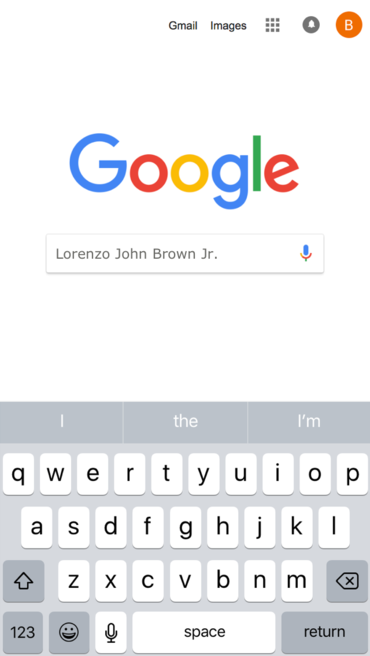 Gmail Images B
Google
Lorenzo John Brown Jr.
I the I'm
q w e r t y u i o p
a s d f g h j k l
z x c v b n m
123 space return